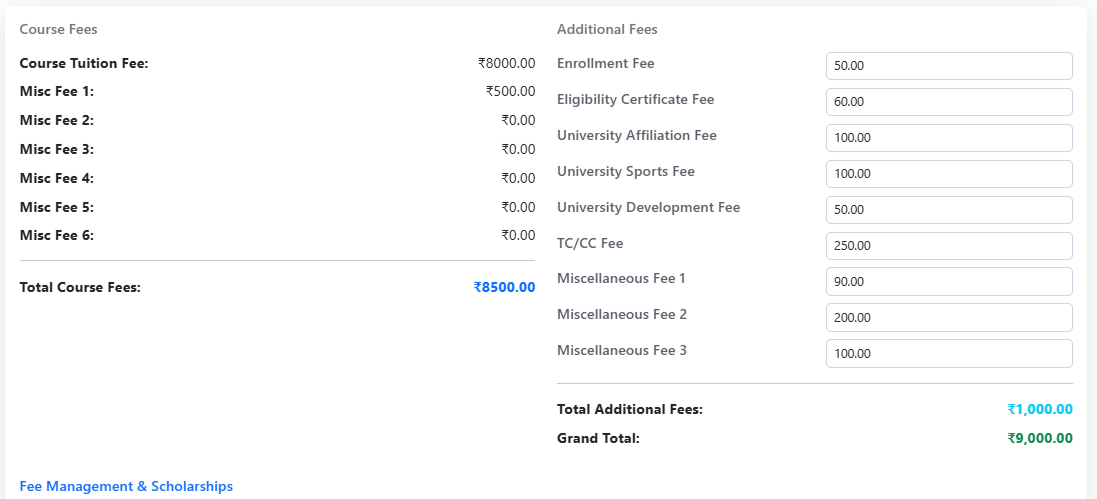 Course Fees
Course Tuition Fee: ₹8000.00
Misc Fee 1: ₹500.00
Misc Fee 2: ₹0.00
Misc Fee 3: ₹0.00
Misc Fee 4: ₹0.00
Misc Fee 5: ₹0.00
Misc Fee 6: ₹0.00
Total Course Fees: ₹8500.00
Additional Fees
Enrollment Fee 50.00
Eligibility Certificate Fee 60.00
University Affiliation Fee 100.00
University Sports Fee 100.00
University Development Fee 50.00
TC/CC Fee 250.00
Miscellaneous Fee 1 90.00
Miscellaneous Fee 2 200.00
Miscellaneous Fee 3 100.00
Total Additional Fees: ₹1,000.00
Grand Total: ₹9,000.00
Fee Management & Scholarships